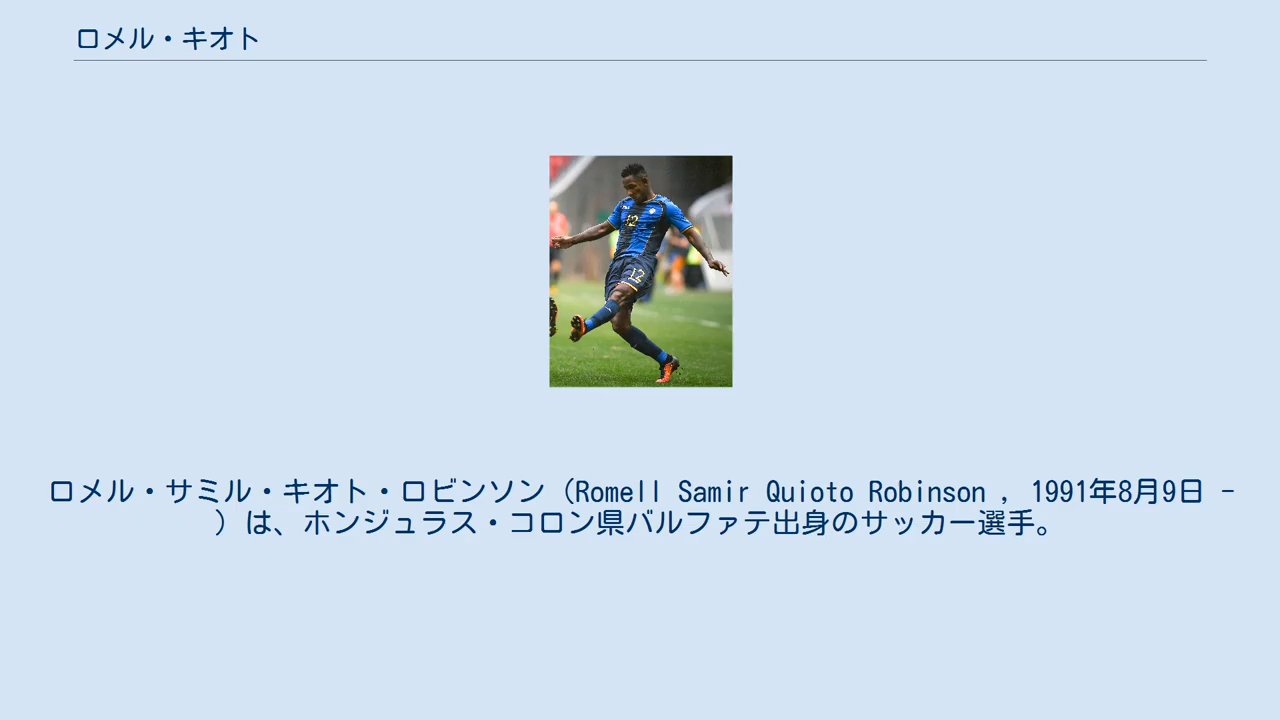 ロメル・キオト
12
12
ロメル・サミル・キオト・ロビンソン（Romell Samir Quioto Robinson , 1991年8月9日 -
）は、ホンジュラス・コロン県バルファテ出身のサッカー選手。